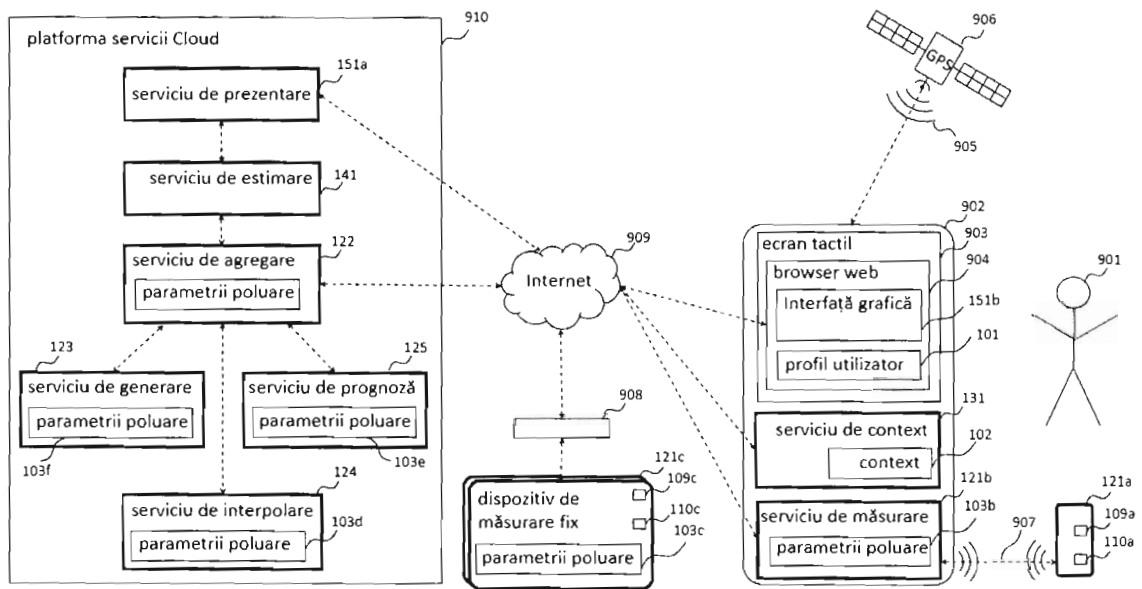 910
platforma servicii Cloud
151a
serviciu de prezentare
serviciu de estimare
141
122
serviciu de agregare
parametrii poluare
123
serviciu de generare
parametrii poluare
103f
125
serviciu de prognoză
parametrii poluare
103e
124
serviciu de interpolare
parametrii poluare
103d
909
Internet
908
121c
dispozitiv de
măsurare fix
109c
110c
103c
parametrii poluare
906
GPS
905
902
ecran tactil
903
browser web
904
Interfață grafică
151b
101
profil utilizator
131
serviciu de context
102
context
121b
serviciu de măsurare
103b
parametrii poluare
907
901
121a
109a
110a